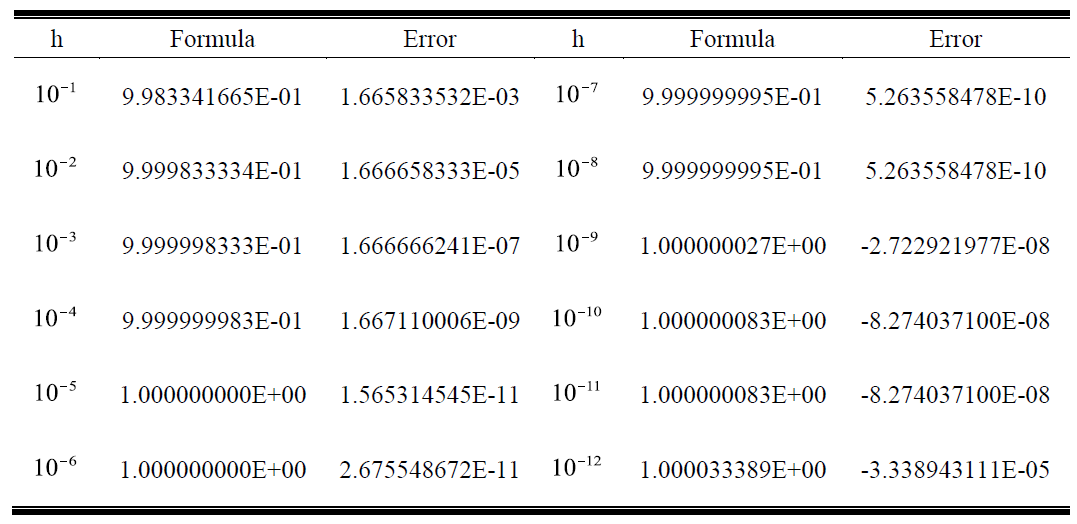 h Formula Error h Formula Error
10⁻¹ 9.983341665E-01 1.665833532E-03 10⁻⁷ 9.999999995E-01 5.263558478E-10
10⁻² 9.999833334E-01 1.666658333E-05 10⁻⁸ 9.999999995E-01 5.263558478E-10
10⁻³ 9.999998333E-01 1.666666241E-07 10⁻⁹ 1.000000027E+00 -2.722921977E-08
10⁻⁴ 9.999999983E-01 1.667110006E-09 10⁻¹⁰ 1.000000083E+00 -8.274037100E-08
10⁻⁵ 1.000000000E+00 1.565314545E-11 10⁻¹¹ 1.000000083E+00 -8.274037100E-08
10⁻⁶ 1.000000000E+00 2.675548672E-11 10⁻¹² 1.000033389E+00 -3.338943111E-05